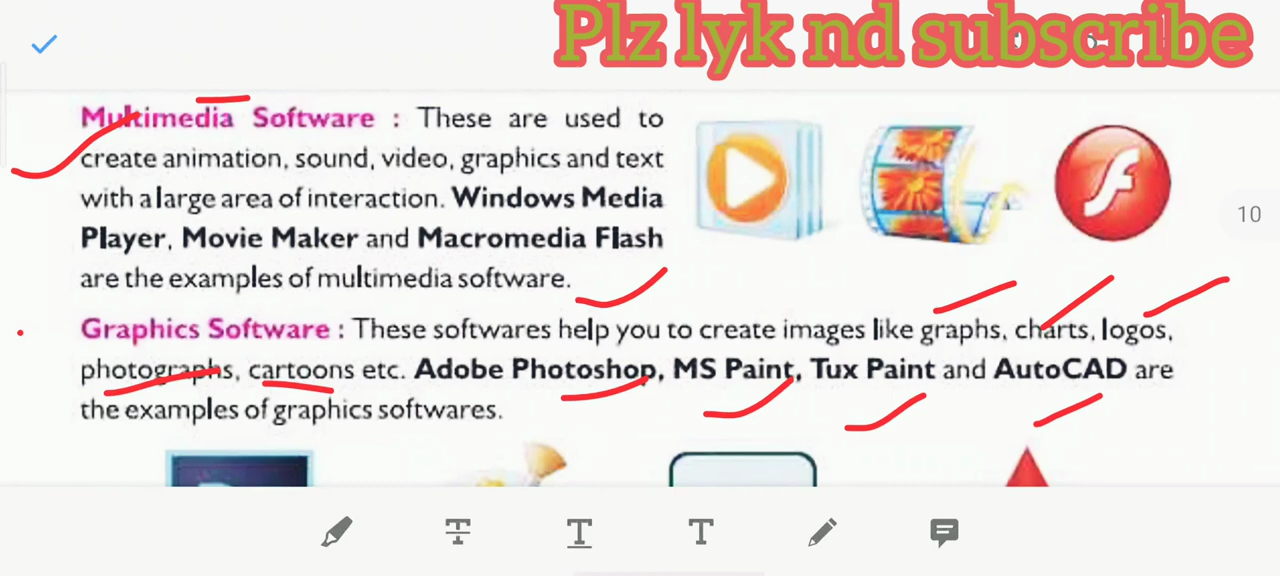 Plz lyk nd subscribe
Multimedia Software : These are used to
create animation, sound, video, graphics and text
with a large area of interaction. Windows Media
Player, Movie Maker and Macromedia Flash
are the examples of multimedia software.
10
Graphics Software : These softwares help you to create images like graphs, charts, logos,
photographs, cartoons etc. Adobe Photoshop, MS Paint, Tux Paint and AutoCAD are
the examples of graphics softwares.